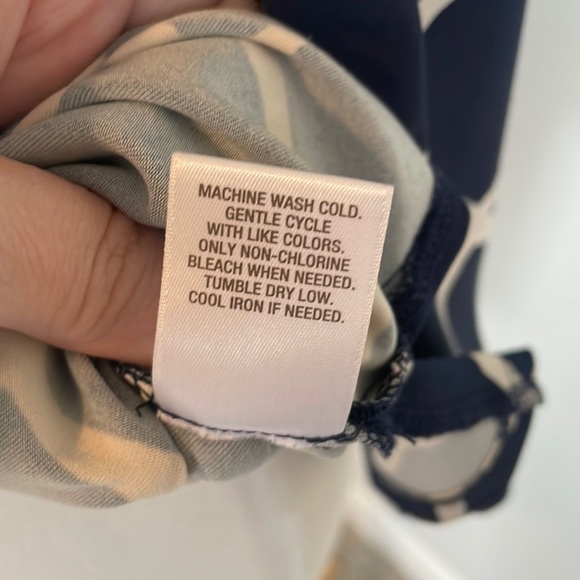 MACHINE WASH COLD.
GENTLE CYCLE
WITH LIKE COLORS.
ONLY NON-CHLORINE
BLEACH WHEN NEEDED.
TUMBLE DRY LOW.
COOL IRON IF NEEDED.